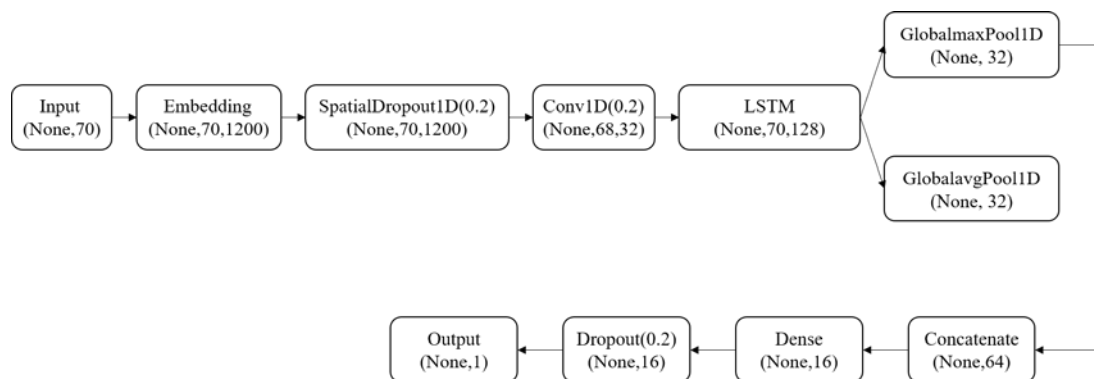 Input
(None,70)
Embedding
(None,70,1200)
SpatialDropout1D(0.2)
(None,70,1200)
Conv1D(0.2)
(None,68,32)
LSTM
(None,70,128)
GlobalmaxPool1D
(None, 32)
GlobalavgPool1D
(None, 32)
Output
(None,1)
Dropout(0.2)
(None,16)
Dense
(None,16)
Concatenate
(None,64)